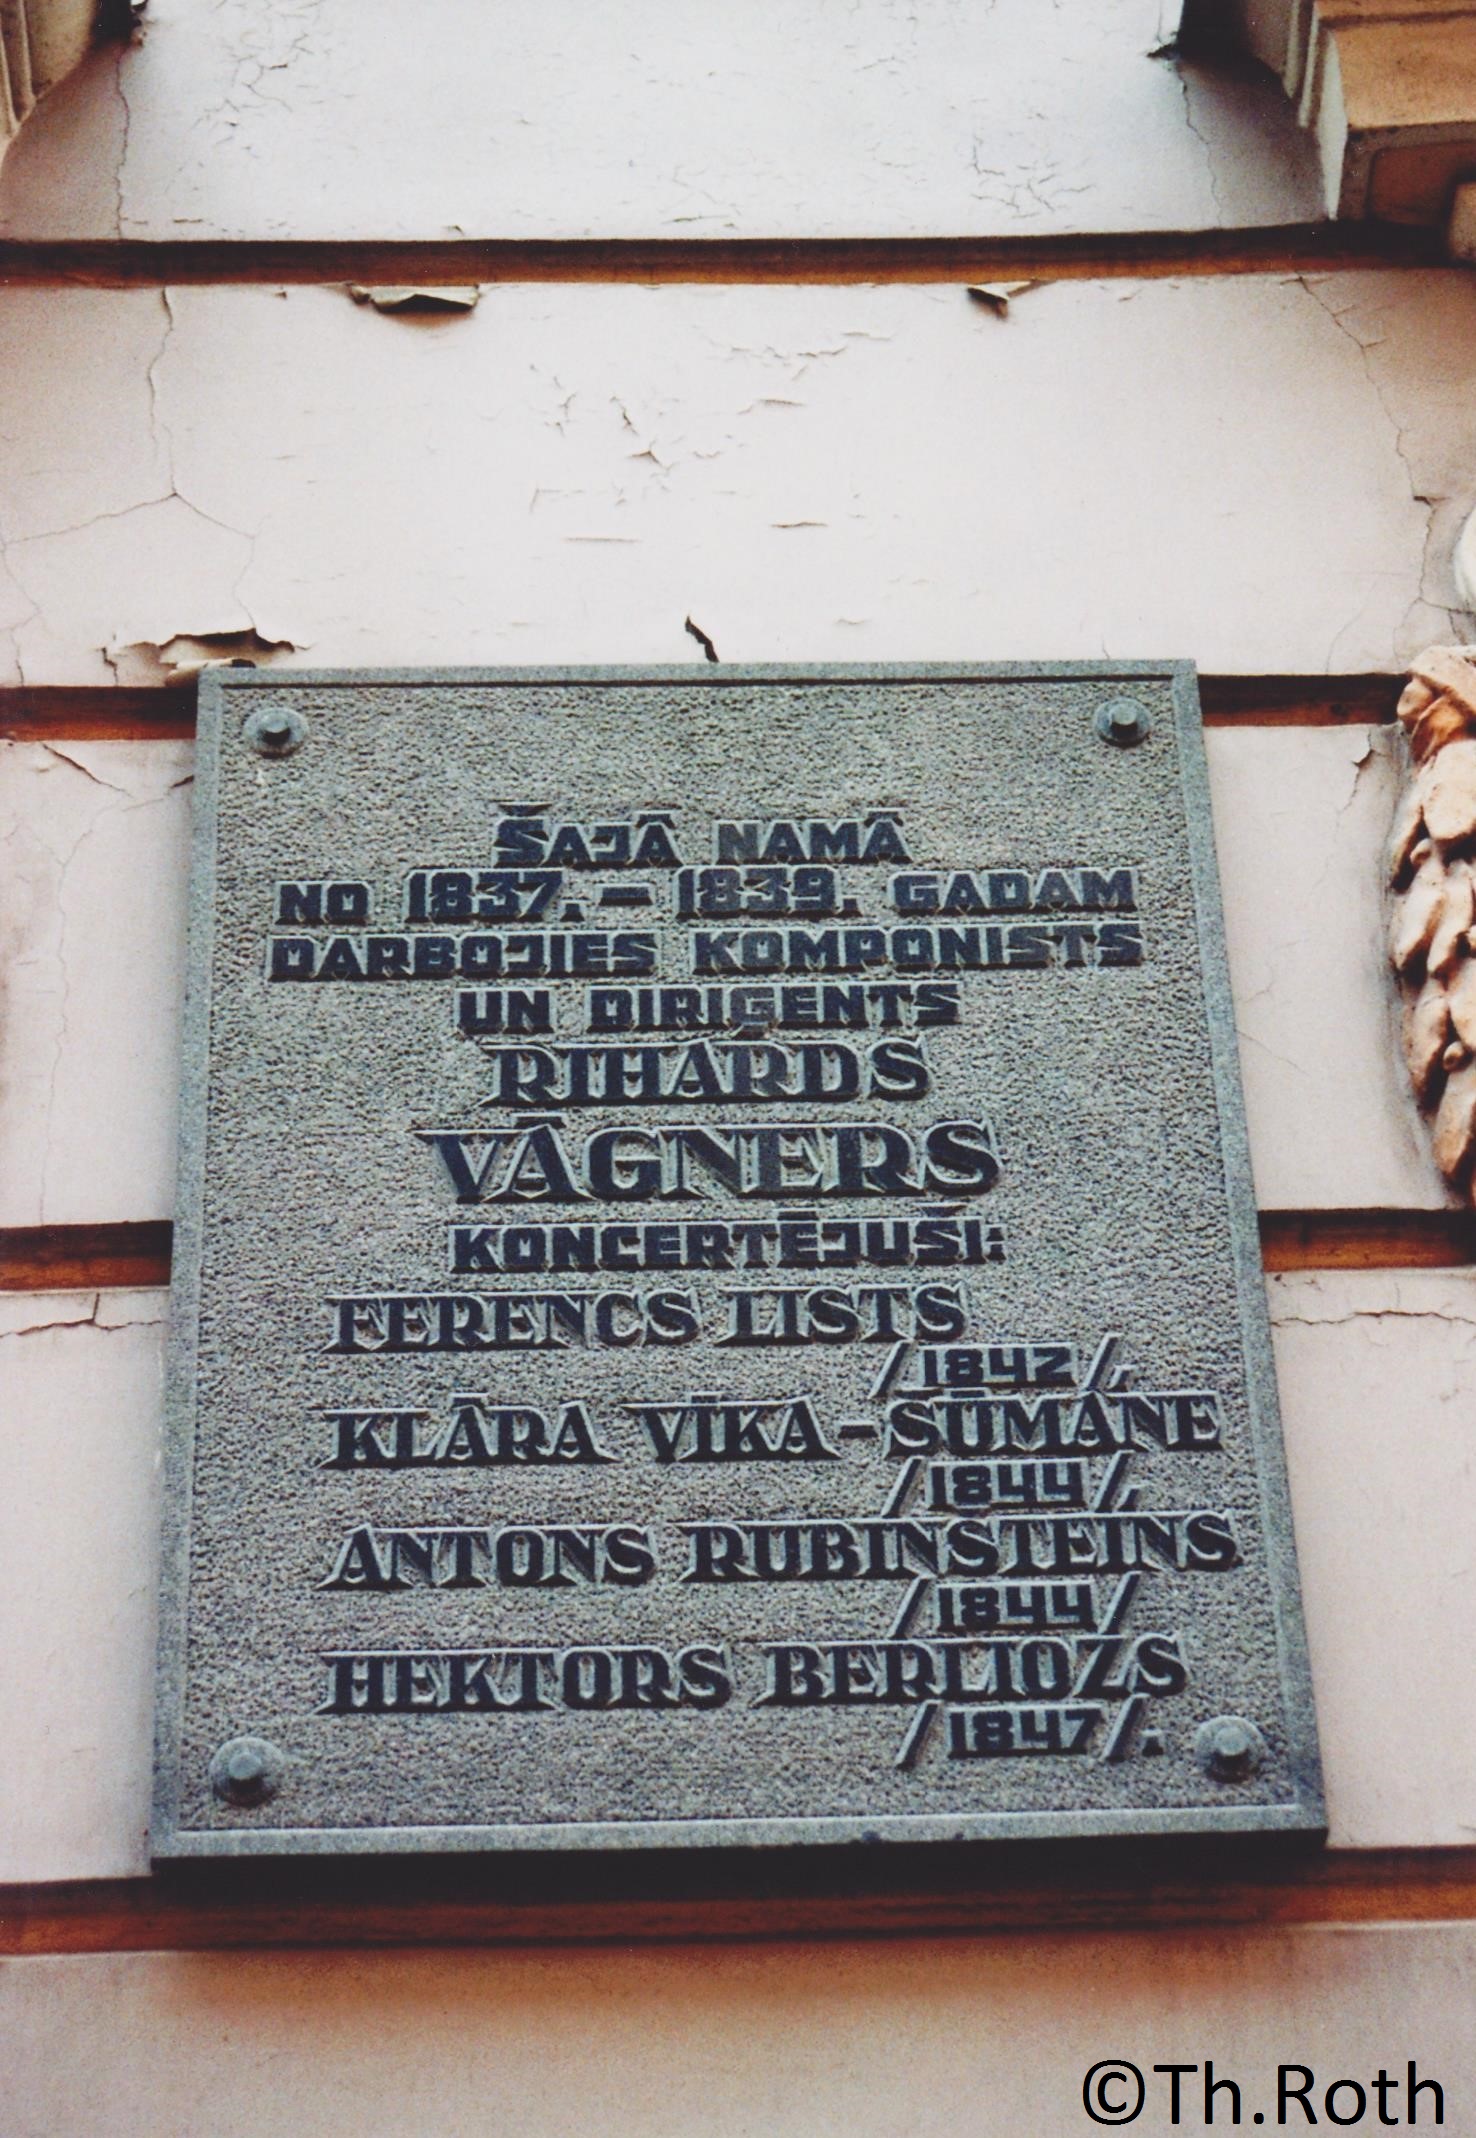 ŠAJĀ NAMĀ
NO 1837. – 1839. GADAM
DARBOJIES KOMPONISTS
UN DIRIĢENTS
RIHARDS
VĀGNERS
KONCERTĒJUŠI:
FERENCS LISTS
/1842/,
KLĀRA VĪKA – ŠŪMANE
/1844/,
ANTONS RUBINŠTEINS
/1844/
HEKTORS BERLIOZS
/1847/.
©Th.Roth